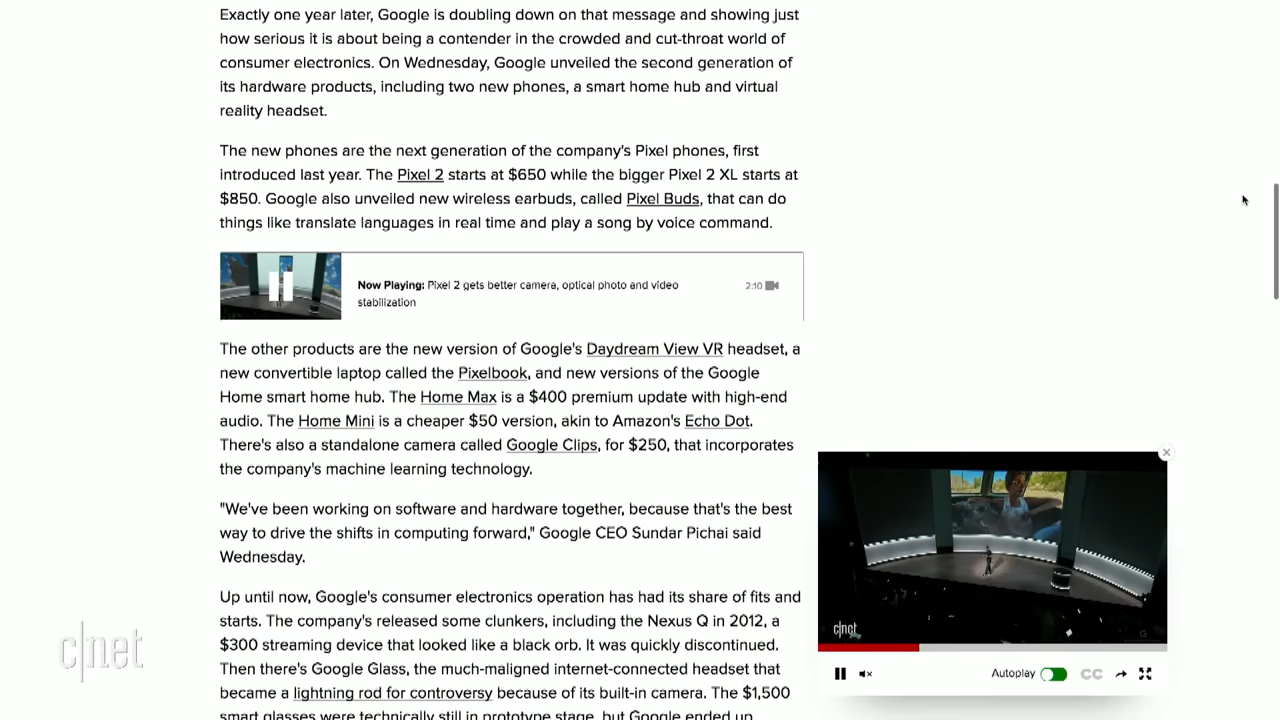 Exactly one year later, Google is doubling down on that message and showing just
how serious it is about being a contender in the crowded and cut-throat world of
consumer electronics. On Wednesday, Google unveiled the second generation of
its hardware products, including two new phones, a smart home hub and virtual
reality headset.
The new phones are the next generation of the company's Pixel phones, first
introduced last year. The Pixel 2 starts at $650 while the bigger Pixel 2 XL starts at
$850. Google also unveiled new wireless earbuds, called Pixel Buds, that can do
things like translate languages in real time and play a song by voice command.
Now Playing: Pixel 2 gets better camera, optical photo and video
stabilization
2:10
The other products are the new version of Google's Daydream View VR headset, a
new convertible laptop called the Pixelbook, and new versions of the Google
Home smart home hub. The Home Max is a $400 premium update with high-end
audio. The Home Mini is a cheaper $50 version, akin to Amazon's Echo Dot.
There's also a standalone camera called Google Clips, for $250, that incorporates
the company's machine learning technology.
"We've been working on software and hardware together, because that's the best
way to drive the shifts in computing forward," Google CEO Sundar Pichai said
Wednesday.
Up until now, Google's consumer electronics operation has had its share of fits and
starts. The company's released some clunkers, including the Nexus Q in 2012, a
$300 streaming device that looked like a black orb. It was quickly discontinued.
Then there's Google Glass, the much-maligned internet-connected headset that
became a lightning rod for controversy because of its built-in camera. The $1,500
smart glasses were technically still in prototype stage, but Google ended up
c|net
c|net
Autoplay
CC